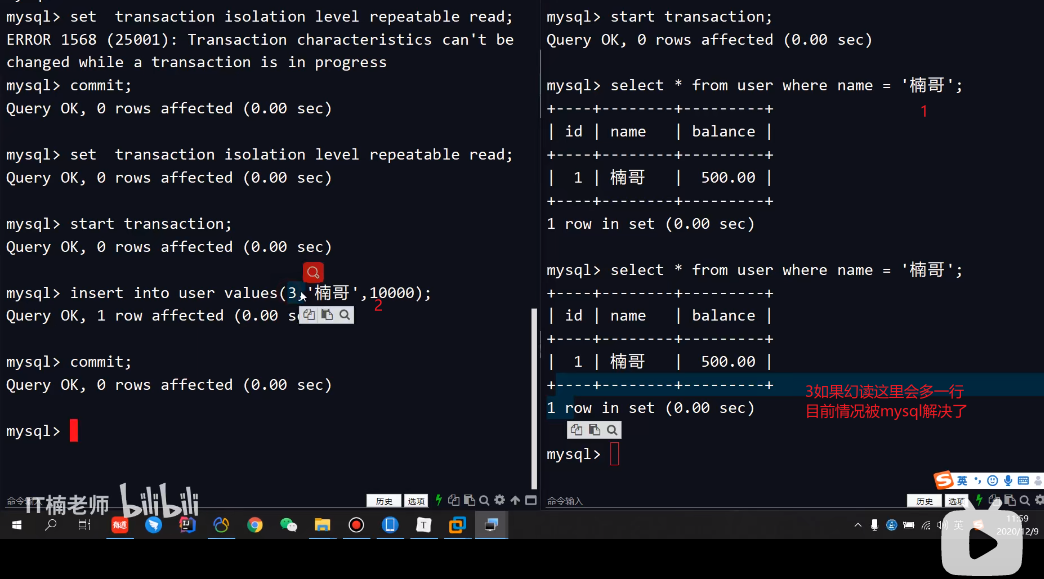 mysql> set  transaction isolation level repeatable read;
ERROR 1568 (25001): Transaction characteristics can't be
changed while a transaction is in progress
mysql> commit;
Query OK, 0 rows affected (0.00 sec)
mysql> set  transaction isolation level repeatable read;
Query OK, 0 rows affected (0.00 sec)
mysql> start transaction;
Query OK, 0 rows affected (0.00 sec)
mysql> insert into user values(3,'楠哥',10000);
2
Query OK, 1 row affected (0.00 s
mysql> commit;
Query OK, 0 rows affected (0.00 sec)
mysql>
命令输入
历史
选项
mysql> start transaction;
Query OK, 0 rows affected (0.00 sec)
mysql> select * from user where name = '楠哥';
1
+----+--------+---------+
| id | name   | balance |
+----+--------+---------+
|  1 | 楠哥   |  500.00 |
+----+--------+---------+
1 row in set (0.00 sec)
mysql> select * from user where name = '楠哥';
+----+--------+---------+
| id | name   | balance |
+----+--------+---------+
|  1 | 楠哥   |  500.00 |
+----+--------+---------+
3如果幻读这里会多一行
目前情况被mysql解决了
1 row in set (0.00 sec)
mysql>
英
命令输入
历史
选项
IT楠老师
bilibili
有道
T
英
11:59
2020/12/9